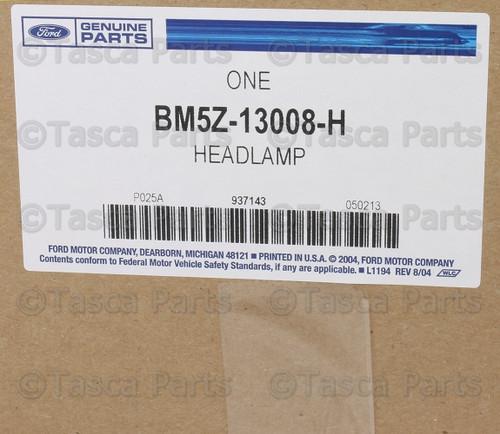 Ford GENUINE PARTS
ONE
BM5Z-13008-H
HEADLAMP
P025A 937143 050213
FORD MOTOR COMPANY, DEARBORN, MICHIGAN 48121 ■ PRINTED IN U.S.A. © 2004, FORD MOTOR COMPANY
Contents conform to Federal Motor Vehicle Safety Standards, if any are applicable. ■ L1194 REV 8/04 WLC
©Tasca Parts ©Tasca Parts
©Tasca Parts ©Tasca Parts
©Tasca Parts ©Tasca Parts
©Tasca Parts ©Tasca Parts
©Tasca Parts ©Tasca Parts